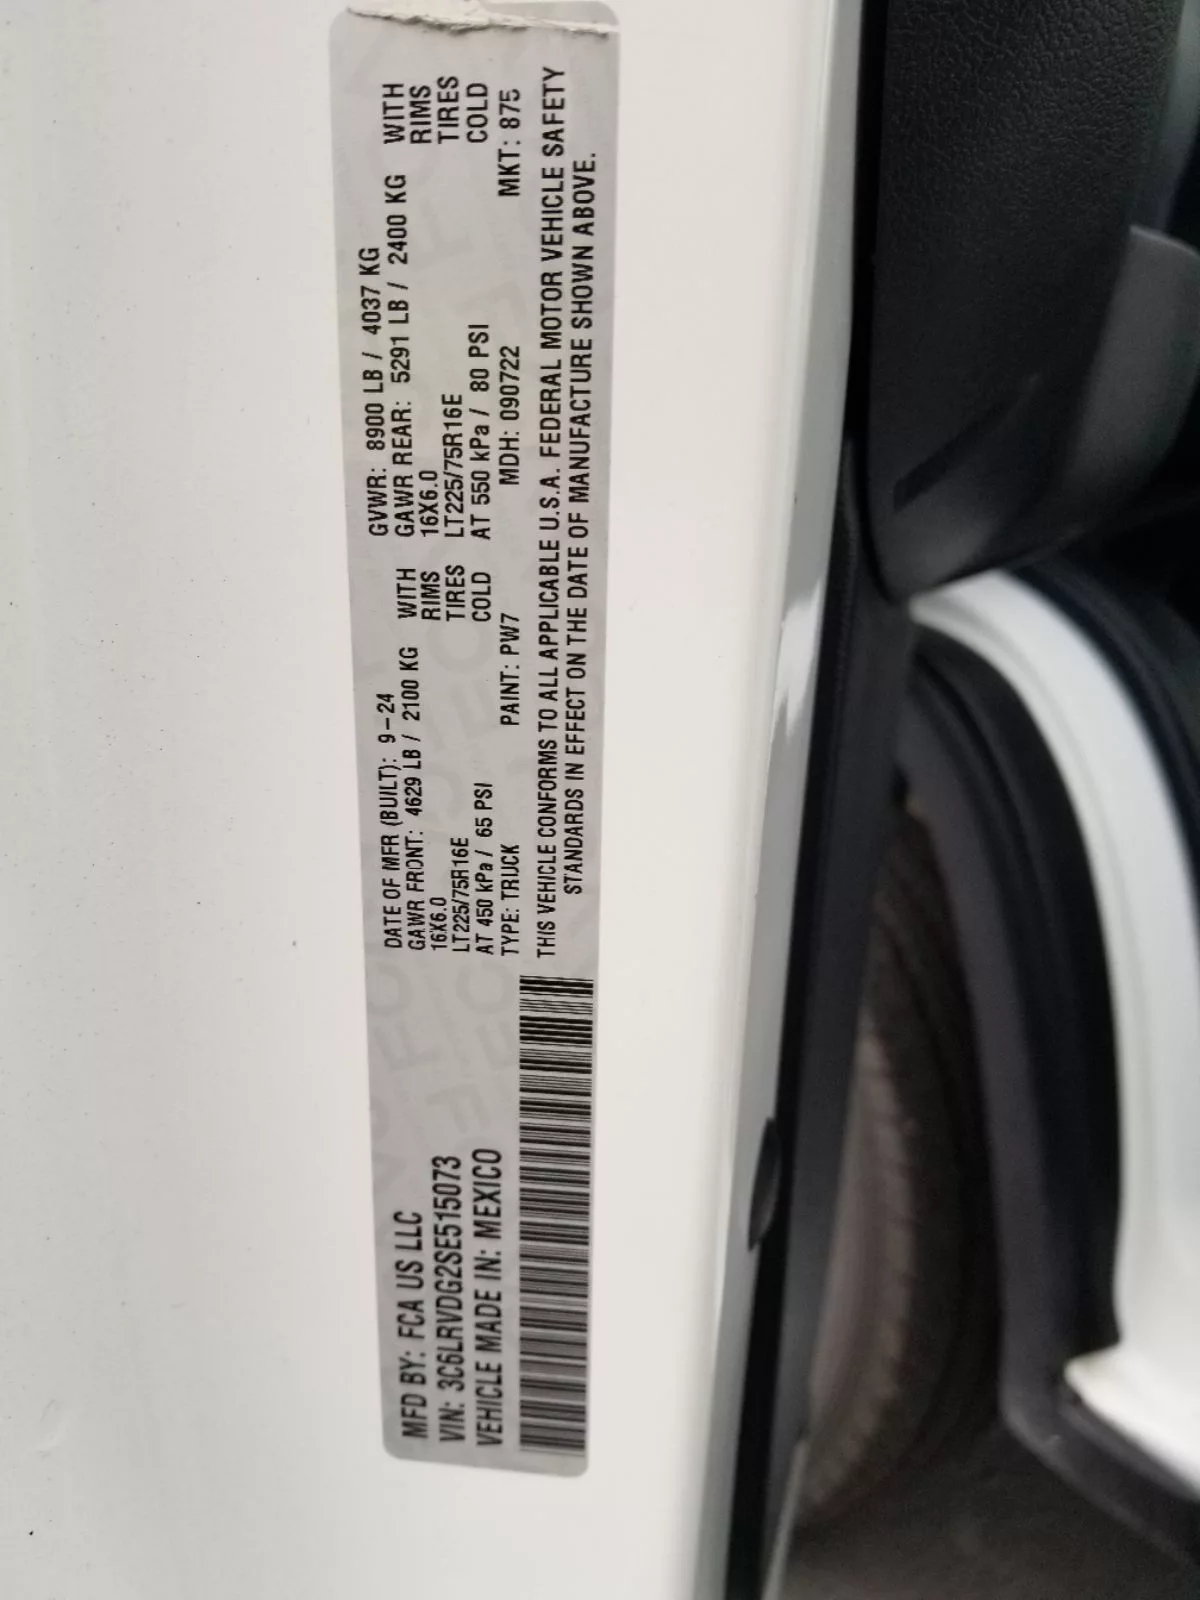 MFD BY: FCA US LLC
VIN: 3C6LRVDG2SE515073
VEHICLE MADE IN: MEXICO
DATE OF MFR (BUILT): 9-24 GVWR: 8900 LB / 4037 KG
GAWR FRONT: 4629 LB / 2100 KG WITH GAWR REAR: 5291 LB / 2400 KG WITH
16X6.0 RIMS 16X6.0 RIMS
LT225/75R16E TIRES LT225/75R16E TIRES
AT 450 kPa / 65 PSI COLD AT 550 kPa / 80 PSI COLD
TYPE: TRUCK PAINT: PW7 MDH: 090722 MKT: 875
THIS VEHICLE CONFORMS TO ALL APPLICABLE U.S.A. FEDERAL MOTOR VEHICLE SAFETY
STANDARDS IN EFFECT ON THE DATE OF MANUFACTURE SHOWN ABOVE.